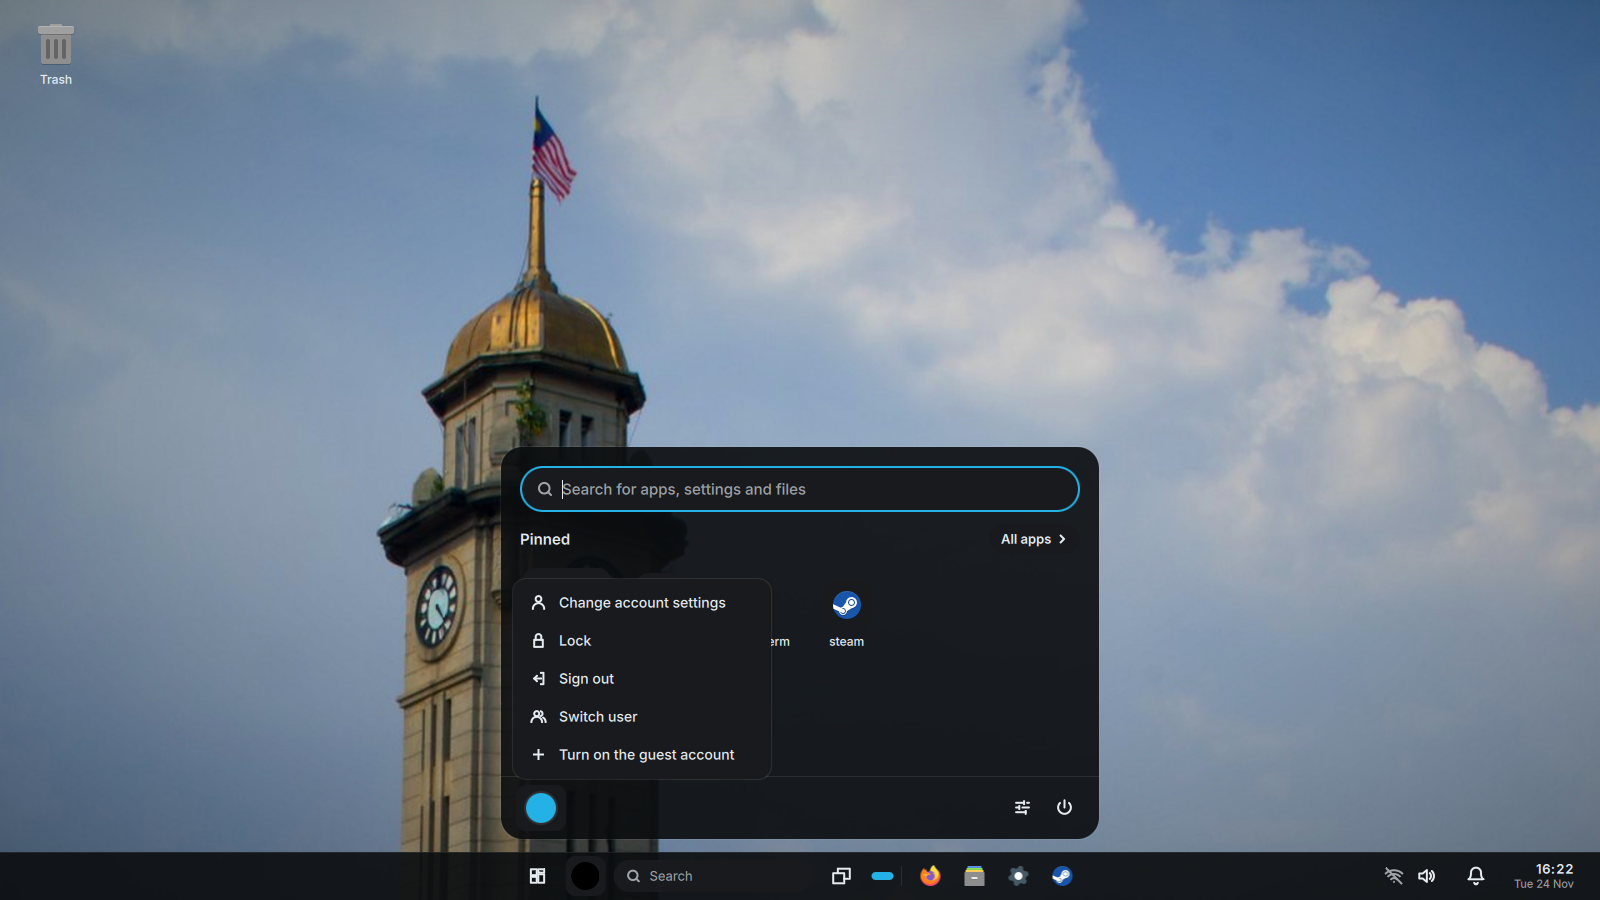 Trash
Search for apps, settings and files
Pinned
All apps
Change account settings
Lock
erm
steam
Sign out
Switch user
Turn on the guest account
Search
16:22
Tue 24 Nov